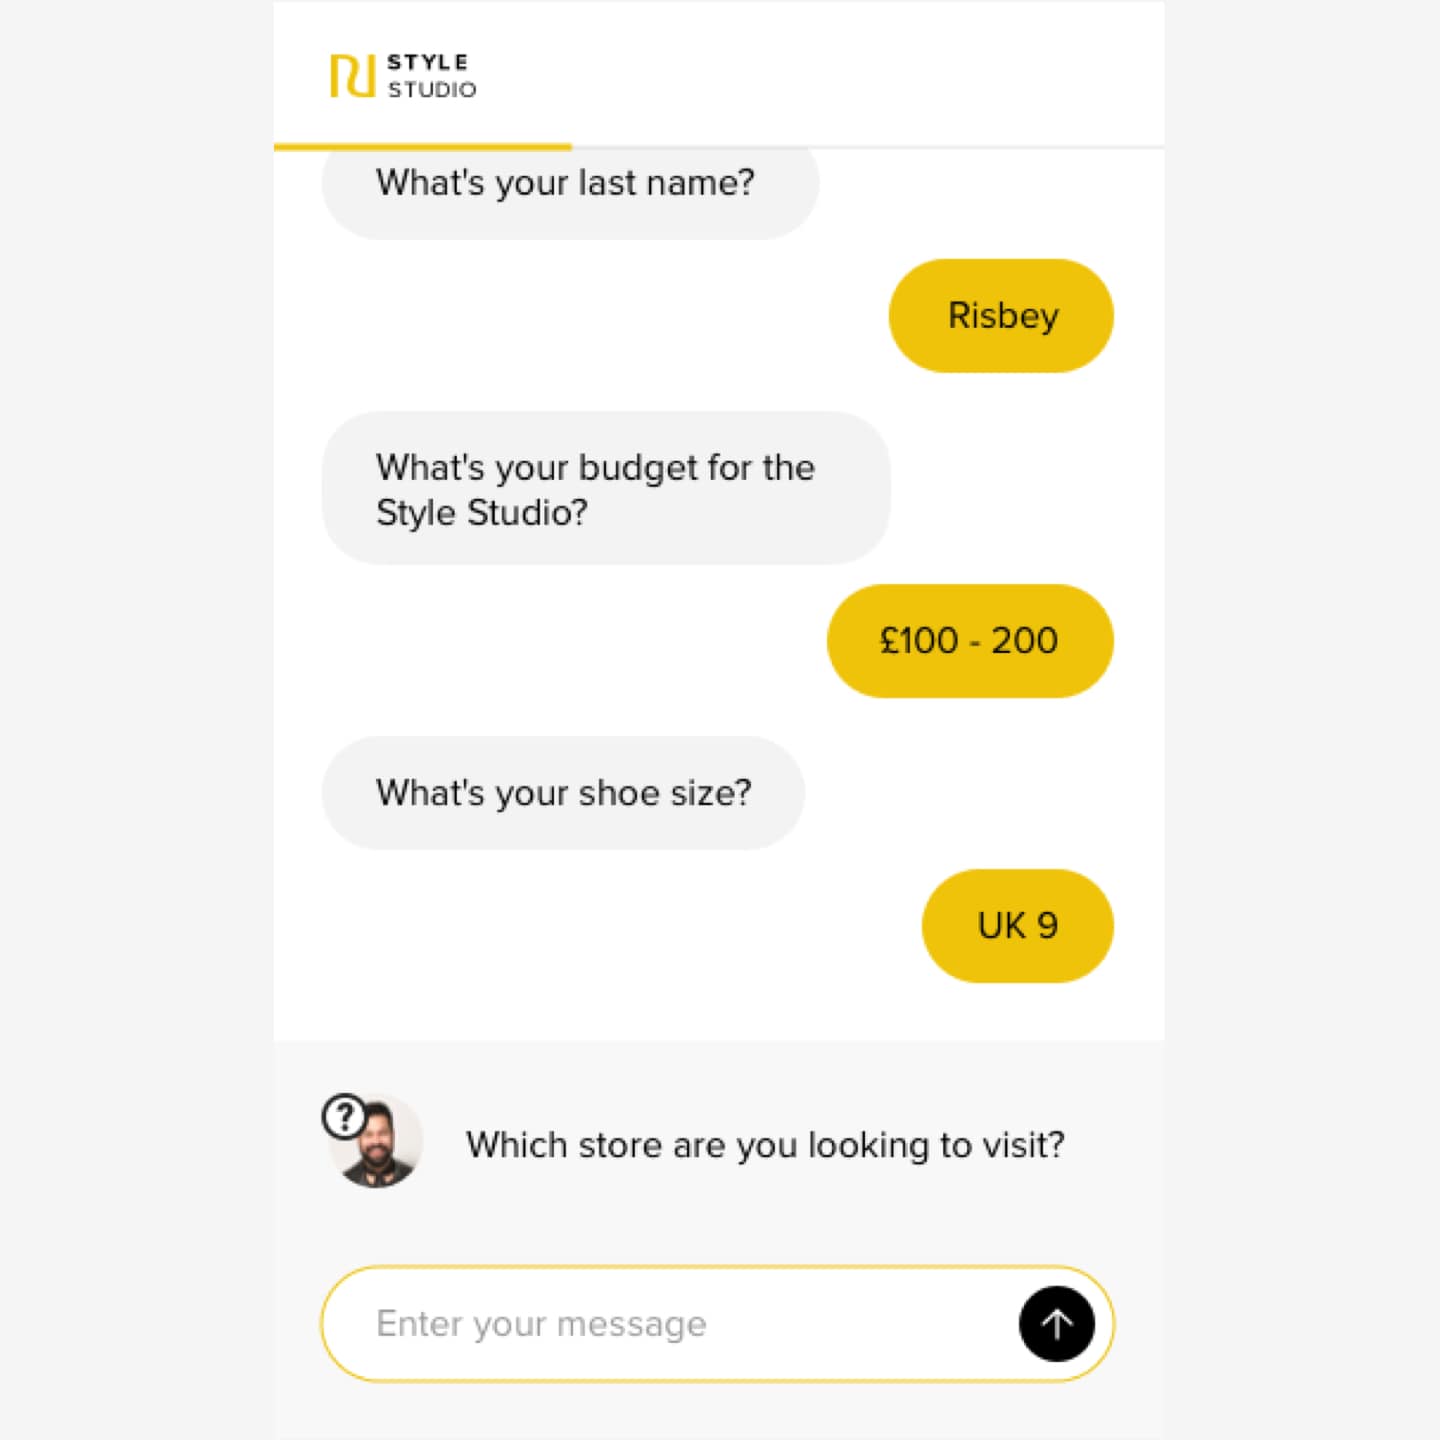 STYLE
STUDIO
What's your last name?
Risbey
What's your budget for the
Style Studio?
£100 - 200
What's your shoe size?
UK 9
?
Which store are you looking to visit?
Enter your message